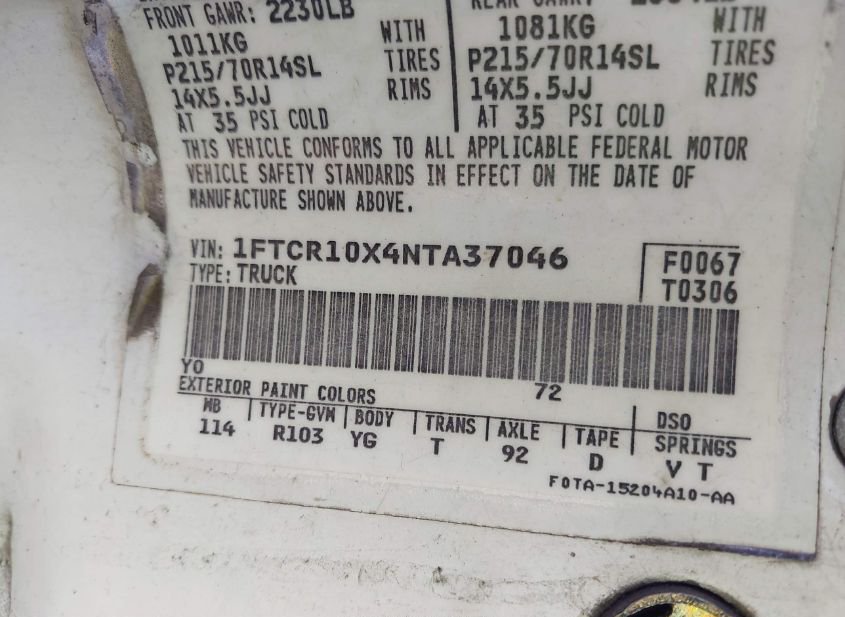 FRONT GAWR: 2230LB
1011KG WITH
P215/70R14SL TIRES
14X5.5JJ RIMS
AT 35 PSI COLD
1081KG WITH
P215/70R14SL TIRES
14X5.5JJ RIMS
AT 35 PSI COLD
THIS VEHICLE CONFORMS TO ALL APPLICABLE FEDERAL MOTOR
VEHICLE SAFETY STANDARDS IN EFFECT ON THE DATE OF
MANUFACTURE SHOWN ABOVE.
VIN: 1FTCR10X4NTA37046
TYPE: TRUCK
F0067
T0306
YO 72
EXTERIOR PAINT COLORS DSO
WB TYPE-GVM BODY TRANS AXLE TAPE SPRINGS
114 R103 YG T 92 D V T
F0TA-15204A10-AA